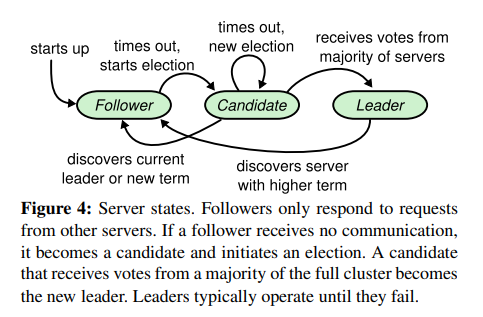 starts up
times out,
starts election
times out,
new election
receives votes from
majority of servers
Follower
Candidate
Leader
discovers current
leader or new term
discovers server
with higher term
Figure 4: Server states. Followers only respond to requests
from other servers. If a follower receives no communication,
it becomes a candidate and initiates an election. A candidate
that receives votes from a majority of the full cluster becomes
the new leader. Leaders typically operate until they fail.